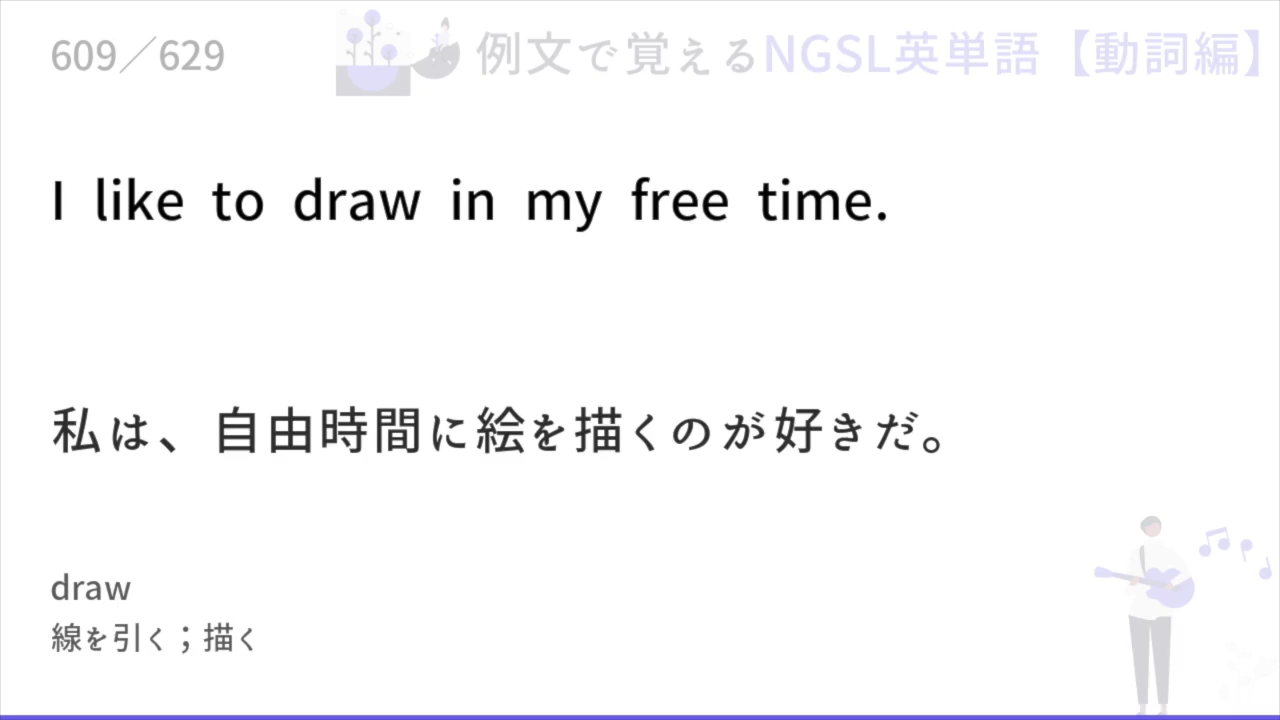 609／629
例文で覚えるNGSL英単語【動詞編】
I like to draw in my free time.
私は、自由時間に絵を描くのが好きだ。
draw
線を引く；描く